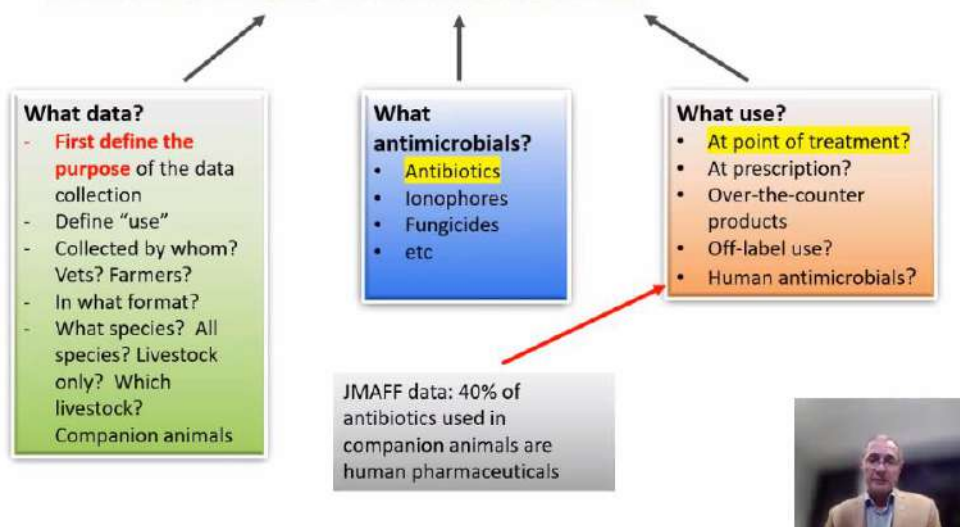 What data?
- First define the
purpose of the data
collection
- Define "use"
- Collected by whom?
Vets? Farmers?
- In what format?
- What species? All
species? Livestock
only? Which
livestock?
Companion animals
What
antimicrobials?
• Antibiotics
• Ionophores
• Fungicides
• etc
What use?
• At point of treatment?
• At prescription?
• Over-the-counter
products
• Off-label use?
• Human antimicrobials?
JMAFF data: 40% of
antibiotics used in
companion animals are
human pharmaceuticals